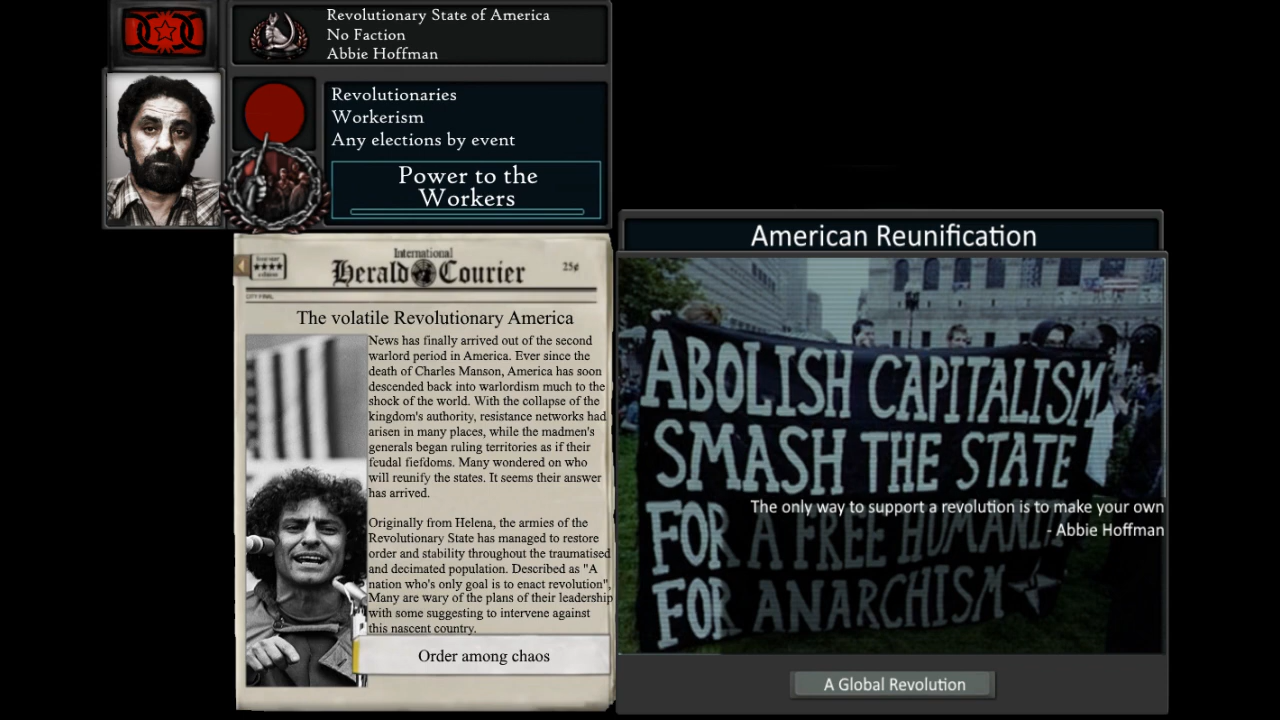 Revolutionary State of America
No Faction
Abbie Hoffman
Revolutionaries
Workerism
Any elections by event
Power to the
Workers
International
Herald Courier
25¢
CITY FINAL
The volatile Revolutionary America
News has finally arrived out of the second
warlord period in America. Ever since the
death of Charles Manson, America has soon
descended back into warlordism much to the
shock of the world. With the collapse of the
kingdom's authority, resistance networks had
arisen in many places, while the madmen's
generals began ruling territories as if their
feudal fiefdoms. Many wondered on who
will reunify the states. It seems their answer
has arrived.
Originally from Helena, the armies of the
Revolutionary State has managed to restore
order and stability throughout the traumatised
and decimated population. Described as "A
nation who's only goal is to enact revolution",
Many are wary of the plans of their leadership
with some suggesting to intervene against
this nascent country.
Order among chaos
American Reunification
ABOLISH CAPITALISM
SMASH THE STATE
FOR A FREE HUMANITY
FOR ANARCHISM
The only way to support a revolution is to make your own
- Abbie Hoffman
A Global Revolution